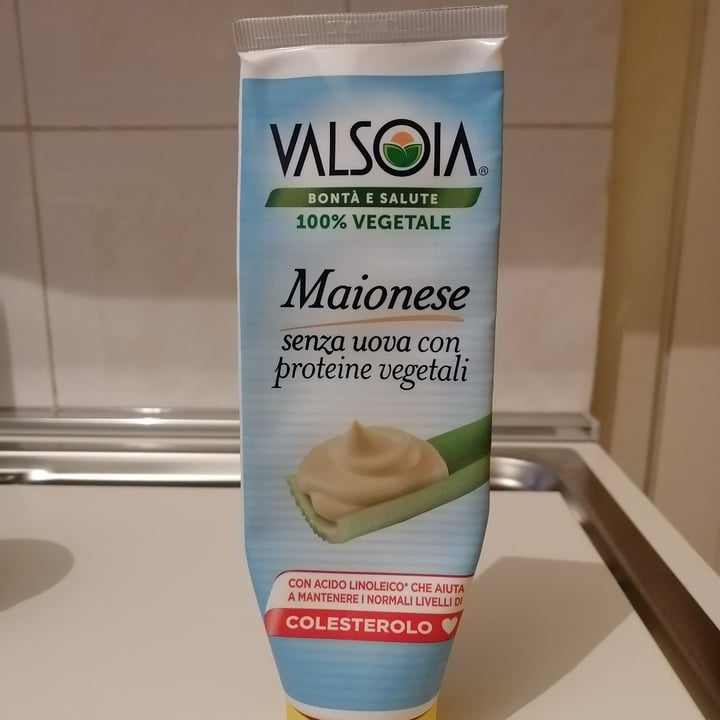 VALSOIA®
BONTÀ E SALUTE
100% VEGETALE
Maionese
senza uova con
proteine vegetali
CON ACIDO LINOLEICO* CHE AIUTA
A MANTENERE I NORMALI LIVELLI DI
COLESTEROLO